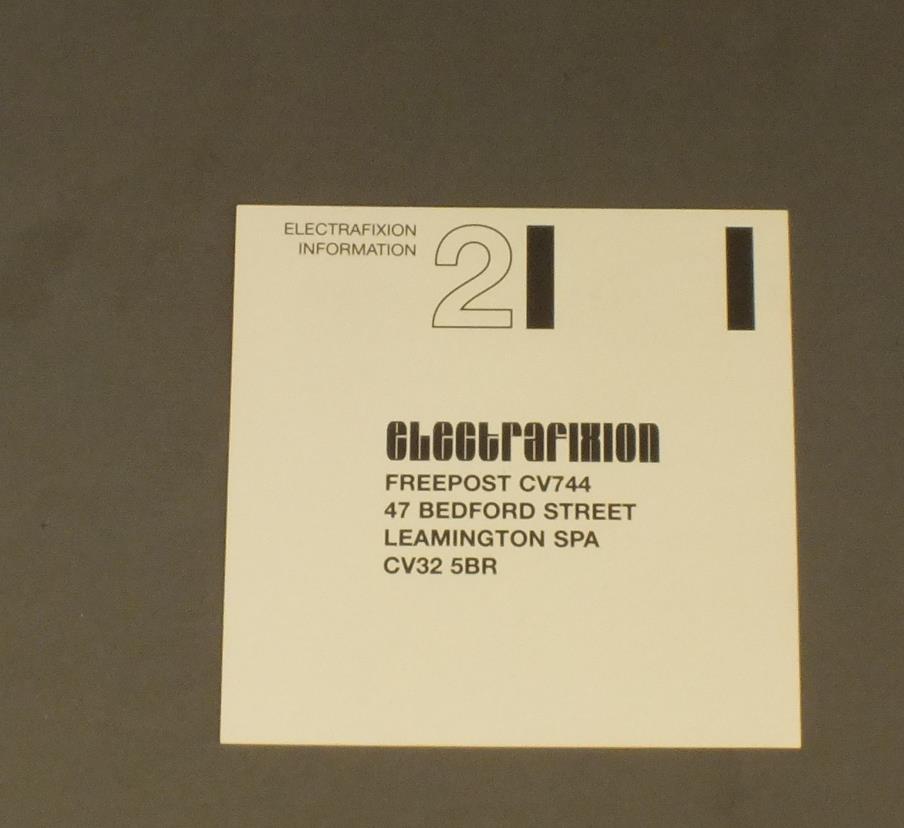 ELECTRAFIXION
INFORMATION
2
electrafixion
FREEPOST CV744
47 BEDFORD STREET
LEAMINGTON SPA
CV32 5BR